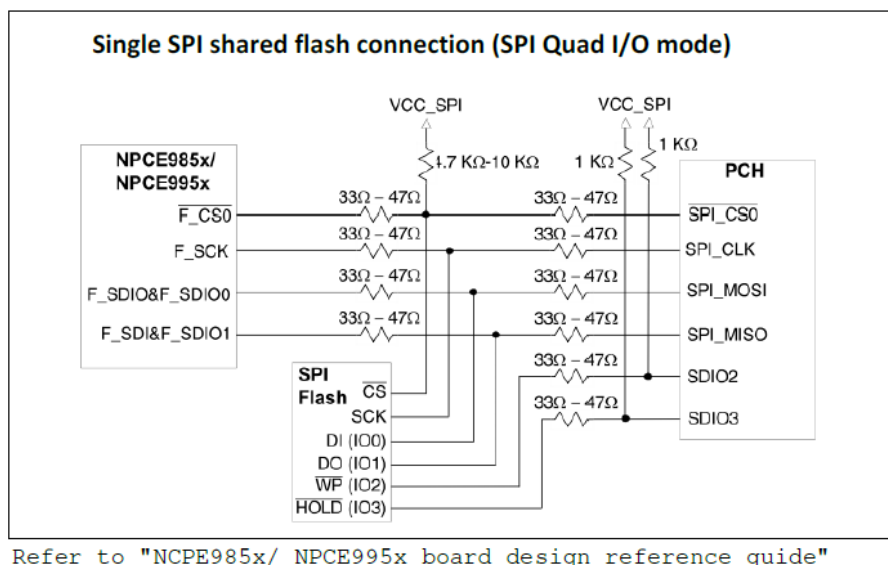 Single SPI shared flash connection (SPI Quad I/O mode)
VCC_SPI VCC_SPI
NPCE985x/
NPCE995x
4.7 KΩ-10 KΩ
1 KΩ
1 KΩ
PCH
F_CS0 33Ω – 47Ω 33Ω – 47Ω SPI_CS0
F_SCK 33Ω – 47Ω 33Ω – 47Ω SPI_CLK
F_SDIO&F_SDIO0 33Ω – 47Ω 33Ω – 47Ω SPI_MOSI
F_SDI&F_SDIO1 33Ω – 47Ω 33Ω – 47Ω SPI_MISO
33Ω – 47Ω SDIO2
33Ω – 47Ω SDIO3
SPI
Flash
CS
SCK
DI (IO0)
DO (IO1)
WP (IO2)
HOLD (IO3)
Refer to "NCPE985x/ NPCE995x board design reference guide"